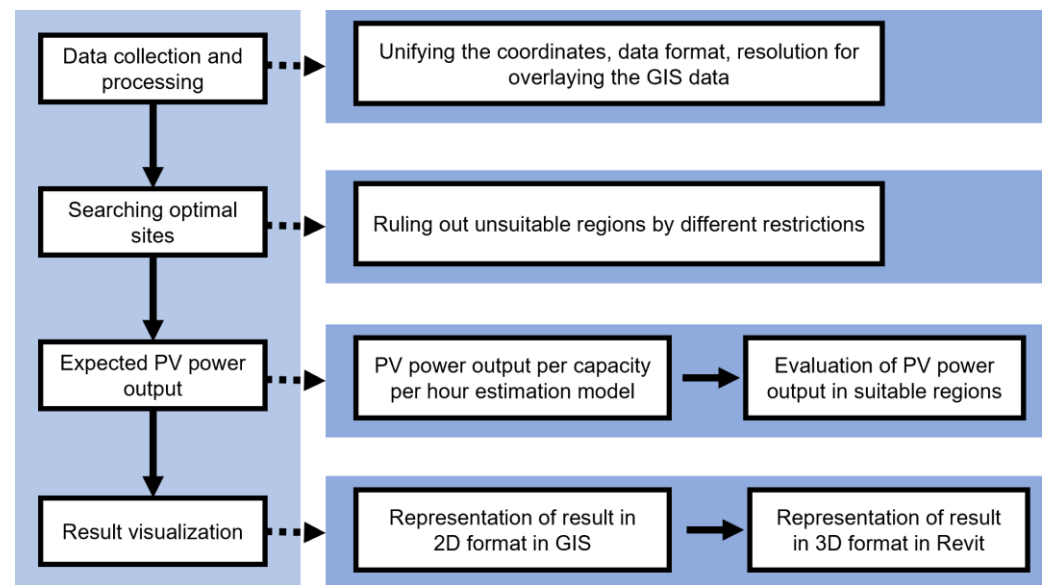 Data collection and
processing
Unifying the coordinates, data format, resolution for
overlaying the GIS data
Searching optimal
sites
Ruling out unsuitable regions by different restrictions
Expected PV power
output
PV power output per capacity
per hour estimation model
Evaluation of PV power
output in suitable regions
Result visualization
Representation of result in
2D format in GIS
Representation of result
in 3D format in Revit